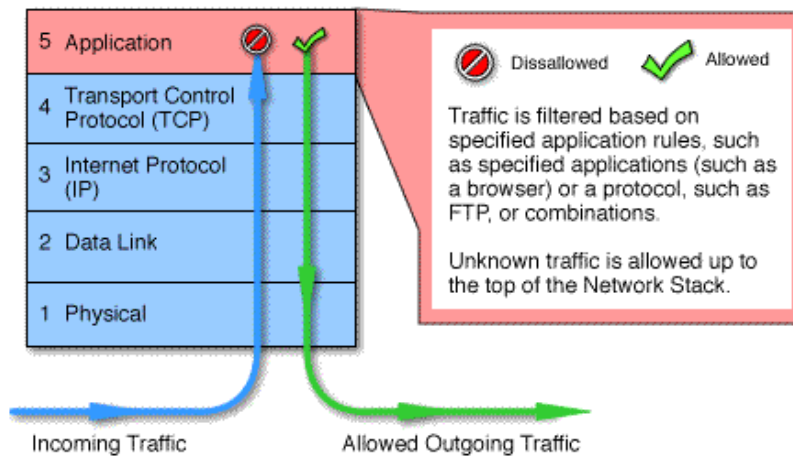 5 Application
4 Transport Control
Protocol (TCP)
3 Internet Protocol
(IP)
2 Data Link
1 Physical
Incoming Traffic
Allowed Outgoing Traffic
Dissallowed
Allowed
Traffic is filtered based on
specified application rules, such
as specified applications (such as
a browser) or a protocol, such as
FTP, or combinations.
Unknown traffic is allowed up to
the top of the Network Stack.